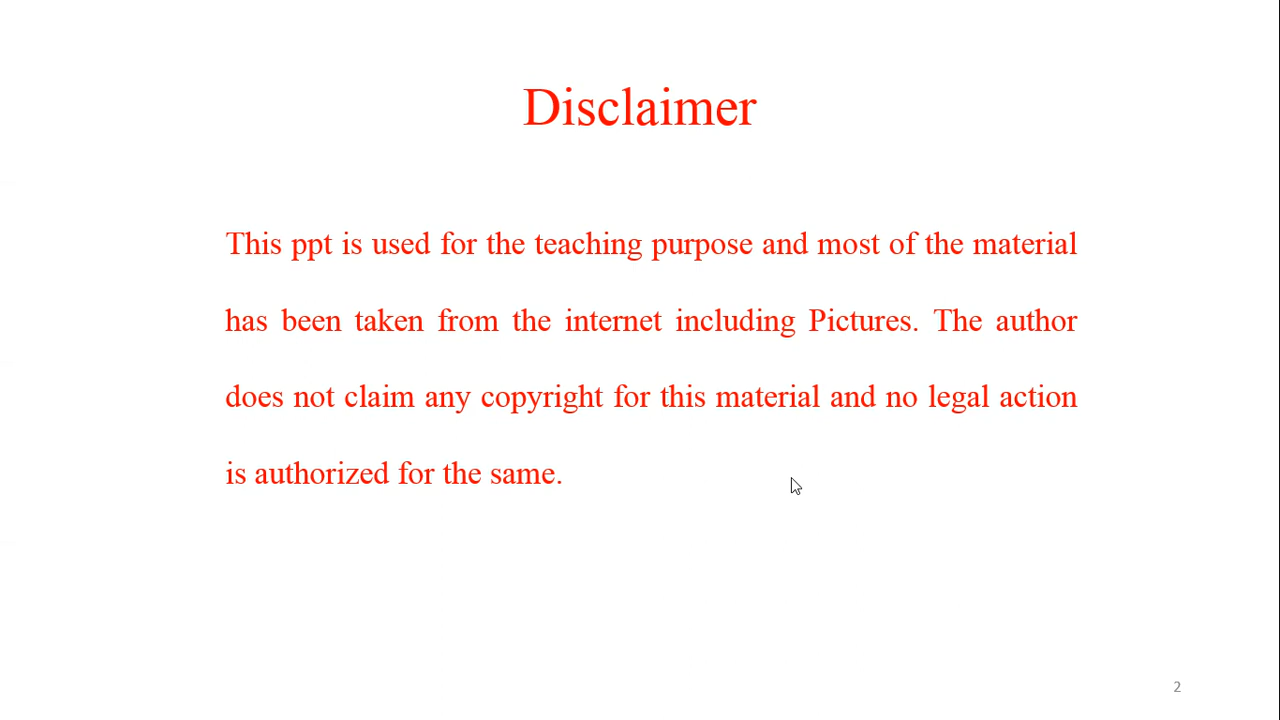 Disclaimer
This ppt is used for the teaching purpose and most of the material
has been taken from the internet including Pictures. The author
does not claim any copyright for this material and no legal action
is authorized for the same.
2